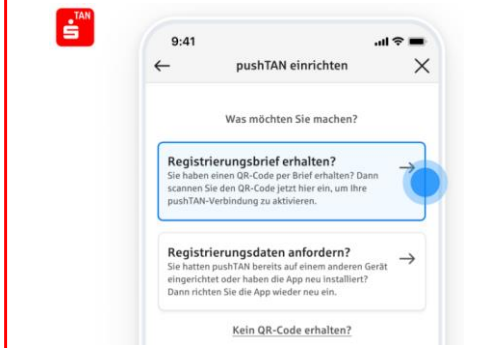 TAN
S
9:41
pushTAN einrichten
Was möchten Sie machen?
Registrierungsbrief erhalten?
Sie haben einen QR-Code per Brief erhalten? Dann
scannen Sie den QR-Code jetzt hier ein, um Ihre
pushTAN-Verbindung zu aktivieren.
Registrierungsdaten anfordern?
Sie hatten pushTAN bereits auf einem anderen Gerät
eingerichtet oder haben die App neu installiert?
Dann richten Sie die App wieder neu ein.
Kein QR-Code erhalten?